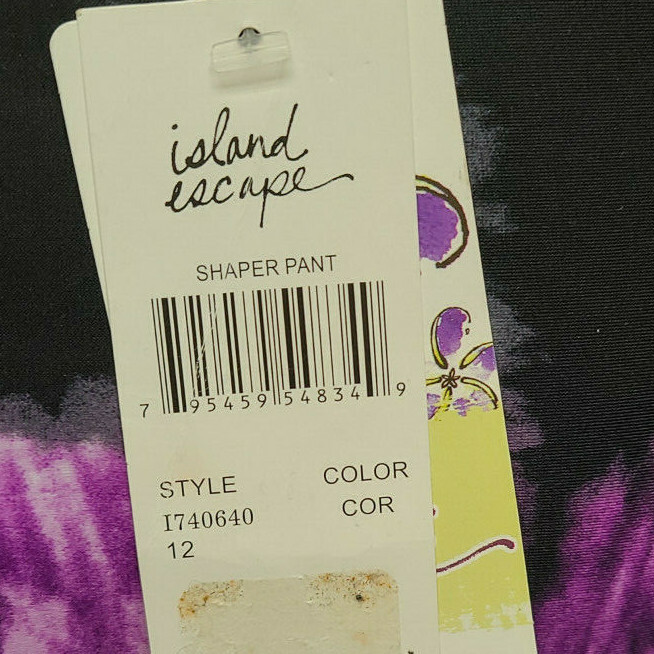 island
escape
SHAPER PANT
7 95459 54834 9
STYLE COLOR
I740640 COR
12